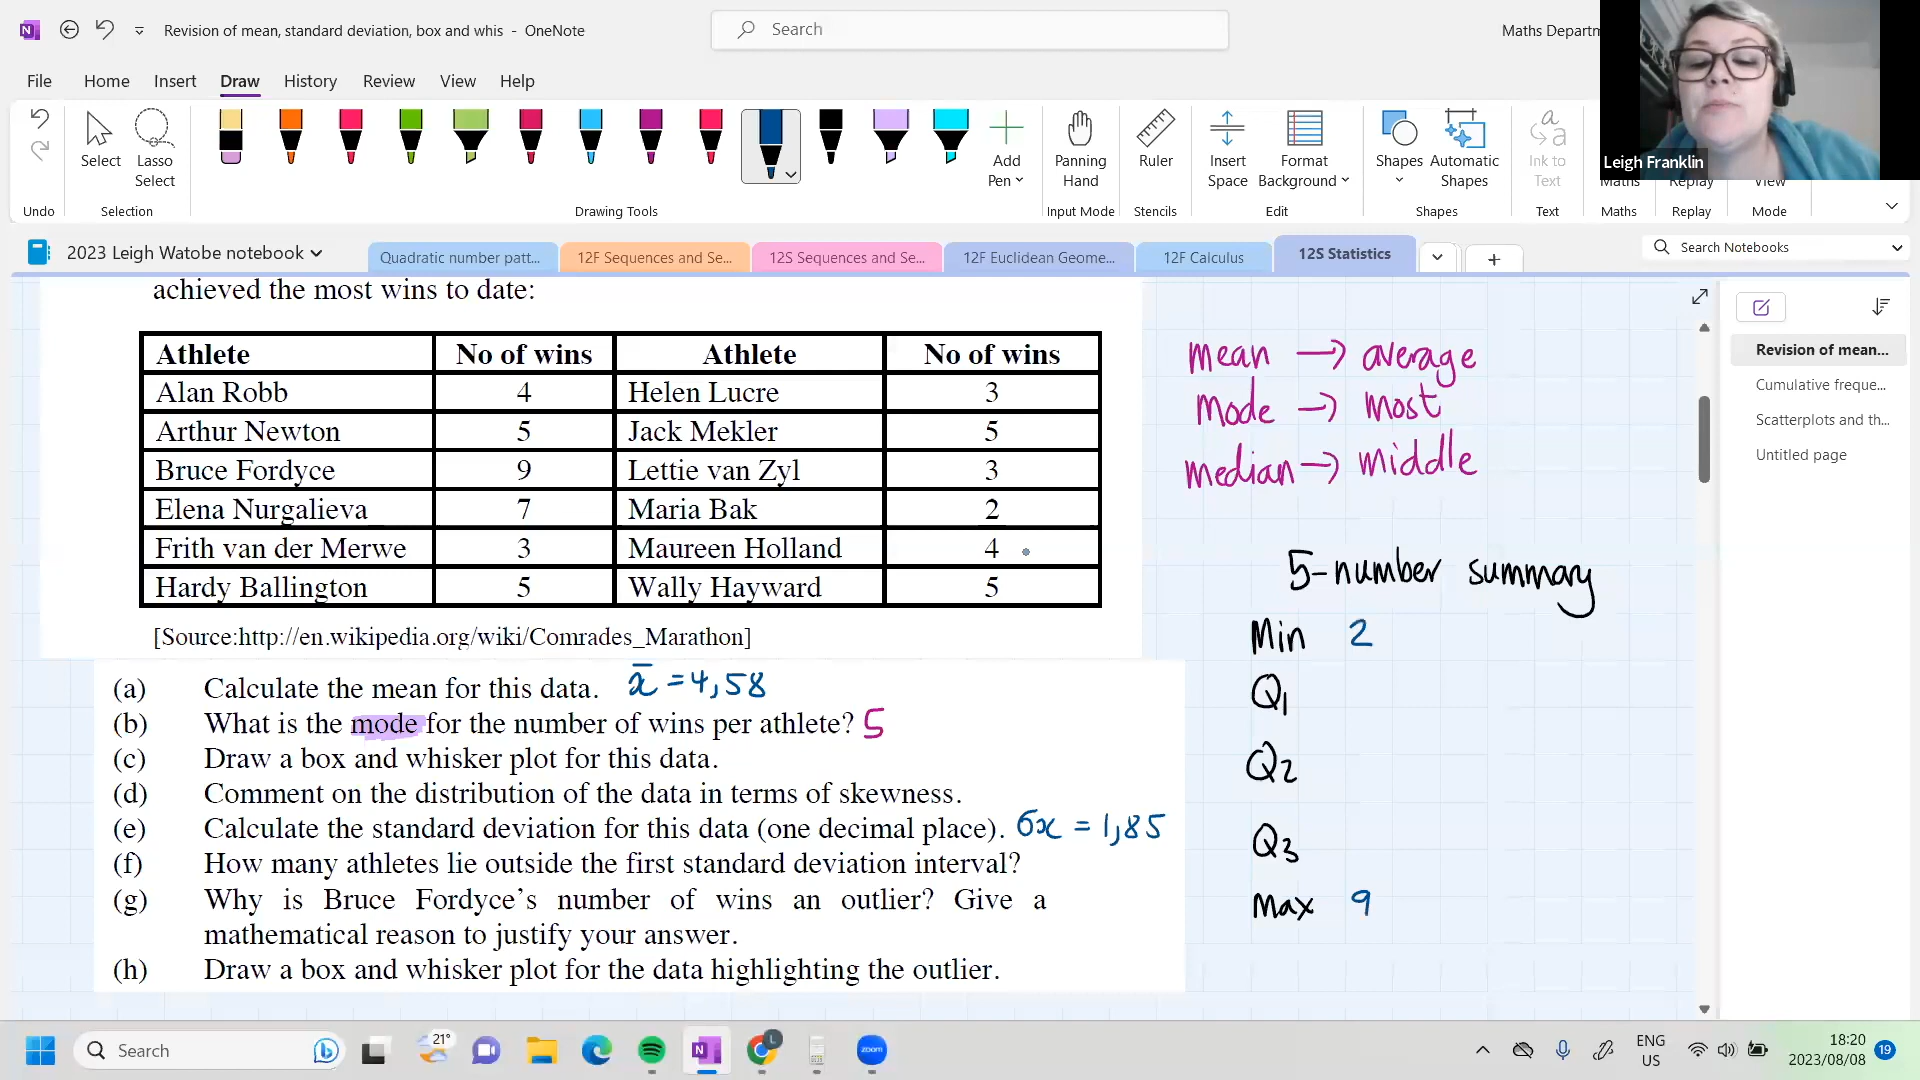 Revision of mean, standard deviation, box and whis - OneNote
Search
Maths Departm
File Home Insert Draw History Review View Help
Select
Lasso Select
Add Pen
Panning Hand
Ruler
Insert Space
Format Background
Shapes
Automatic Shapes
Ink to Text
Maths
Replay
View
Undo Selection Drawing Tools Input Mode Stencils Edit Shapes Text Maths Replay Mode
Leigh Franklin
2023 Leigh Watobe notebook
Quadratic number patt...
12F Sequences and Se...
12S Sequences and Se...
12F Euclidean Geome...
12F Calculus
12S Statistics
Search Notebooks
achieved the most wins to date:
Athlete No of wins Athlete No of wins
Alan Robb 4 Helen Lucre 3
Arthur Newton 5 Jack Mekler 5
Bruce Fordyce 9 Lettie van Zyl 3
Elena Nurgalieva 7 Maria Bak 2
Frith van der Merwe 3 Maureen Holland 4
Hardy Ballington 5 Wally Hayward 5
[Source:http://en.wikipedia.org/wiki/Comrades_Marathon]
(a) Calculate the mean for this data. x̄ = 4,58
(b) What is the mode for the number of wins per athlete? 5
(c) Draw a box and whisker plot for this data.
(d) Comment on the distribution of the data in terms of skewness.
(e) Calculate the standard deviation for this data (one decimal place). σx = 1,85
(f) How many athletes lie outside the first standard deviation interval?
(g) Why is Bruce Fordyce's number of wins an outlier? Give a
mathematical reason to justify your answer.
(h) Draw a box and whisker plot for the data highlighting the outlier.
mean → average
mode → most
median → middle
5-number summary
Min 2
Q1
Q2
Q3
Max 9
Revision of mean...
Cumulative freque...
Scatterplots and th...
Untitled page
Search
21°
L
zoom
ENG
US
18:20
2023/08/08
19